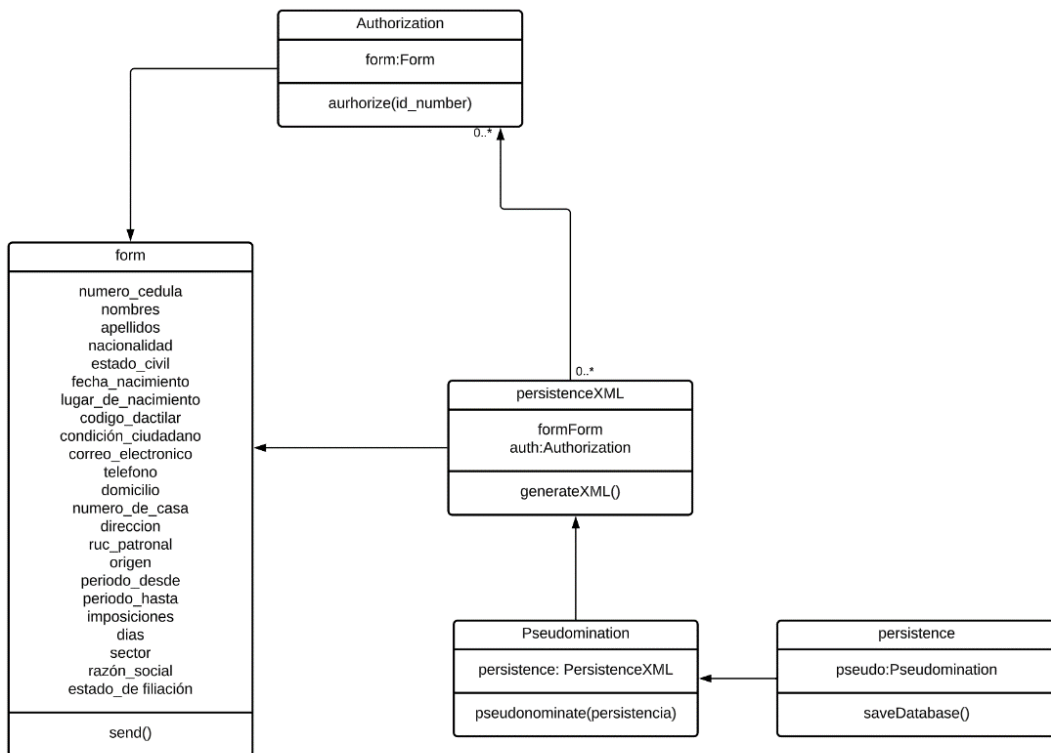 Authorization
form:Form
aurhorize(id_number)
0..*
form
numero_cedula
nombres
apellidos
nacionalidad
estado_civil
fecha_nacimiento
lugar_de_nacimiento
codigo_dactilar
condición_ciudadano
correo_electronico
telefono
domicilio
numero_de_casa
direccion
ruc_patronal
origen
periodo_desde
periodo_hasta
imposiciones
dias
sector
razón_social
estado_de filiación
send()
0..*
persistenceXML
formForm
auth:Authorization
generateXML()
Pseudomination
persistence: PersistenceXML
pseudonominate(persistencia)
persistence
pseudo:Pseudomination
saveDatabase()